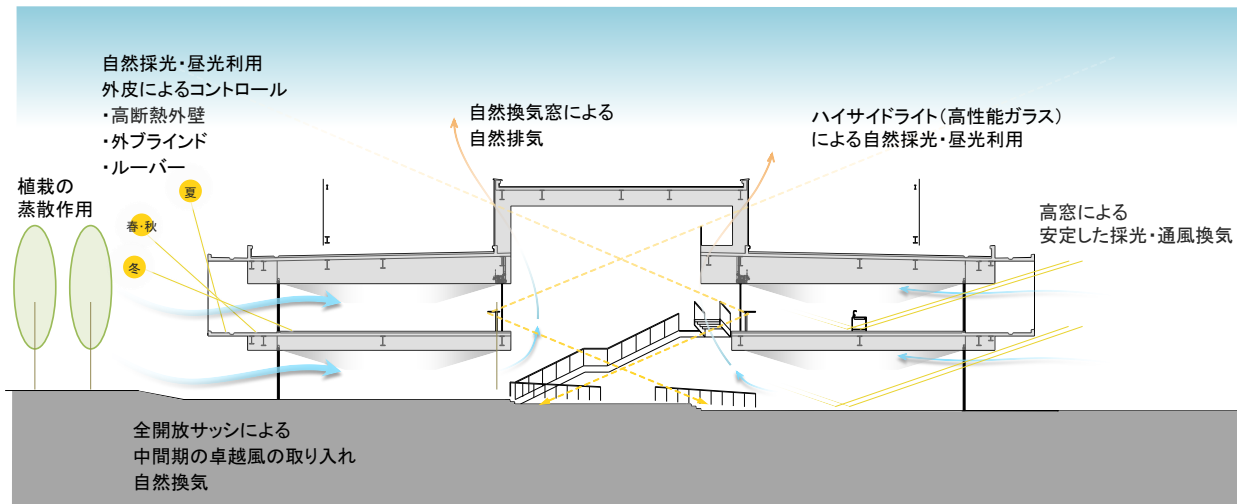 自然採光・昼光利用
外皮によるコントロール
・高断熱外壁
・外ブラインド
・ルーバー
自然換気窓による
自然排気
ハイサイドライト(高性能ガラス)
による自然採光・昼光利用
植栽の
蒸散作用
夏
春・秋
冬
高窓による
安定した採光・通風換気
全開放サッシによる
中間期の卓越風の取り入れ
自然換気